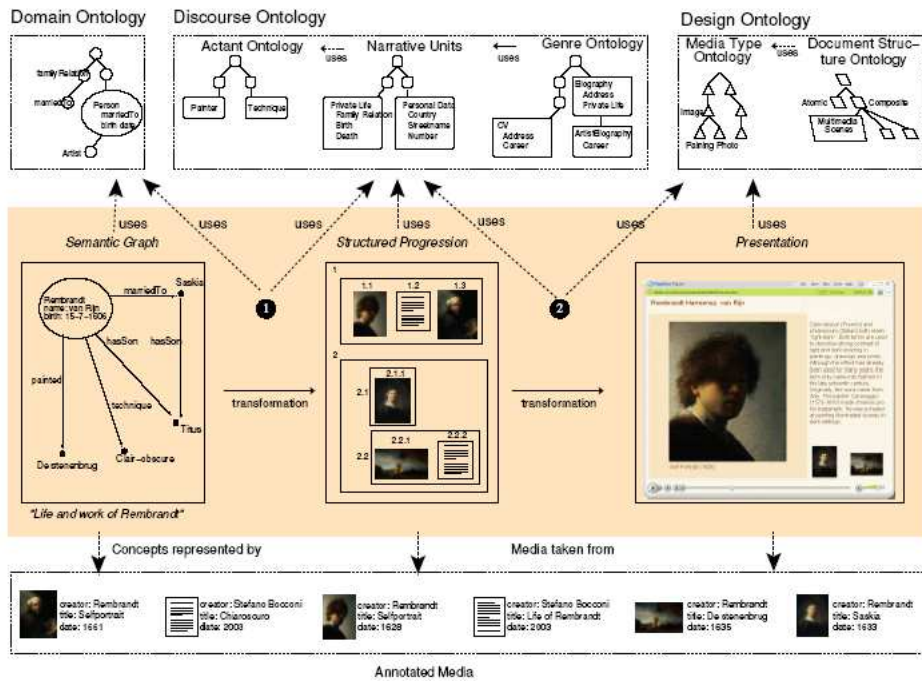 Domain Ontology
Discourse Ontology
Design Ontology
Actant Ontology
uses
Narrative Units
uses
Genre Ontology
Media Type
Ontology
uses
Document Struc-
ture Ontology
familyRelation
marriedTo
Person
marriedTo
birth date
Artist
Painter
Technique
Private Life
Family Relation
Birth
Death
Personal Data
Country
Streetname
Number
Biography
Address
Private Life
CV
Address
Career
ArtistBiography
Career
Image
Paining Photo
Atomic
Composite
Multimedia
Scenes
uses
uses
uses
uses
uses
uses
uses
Semantic Graph
Structured Progression
Presentation
Rembrandt
name: van Rijn
birth: 15-7-1606
marriedTo
Saskia
hasSon
hasSon
painted
technique
Titus
De stenenbrug
Clair-obscure
"Life and work of Rembrandt"
1
transformation
1
1.1
1.2
1.3
2
2.1
2.1.1
2.2
2.2.1
2.2.2
2
transformation
Rembrandt Harmensz. van Rijn
Concepts represented by
Media taken from
creator: Rembrandt
title: Selfportrait
date: 1661
creator: Stefano Bocconi
title: Chiaroscuro
date: 2003
creator: Rembrandt
title: Selfportrait
date: 1628
creator: Stefano Bocconi
title: Life of Rembrandt
date: 2003
creator: Rembrandt
title: De stenenbrug
date: 1635
creator: Rembrandt
title: Saskia
date: 1633
Annotated Media